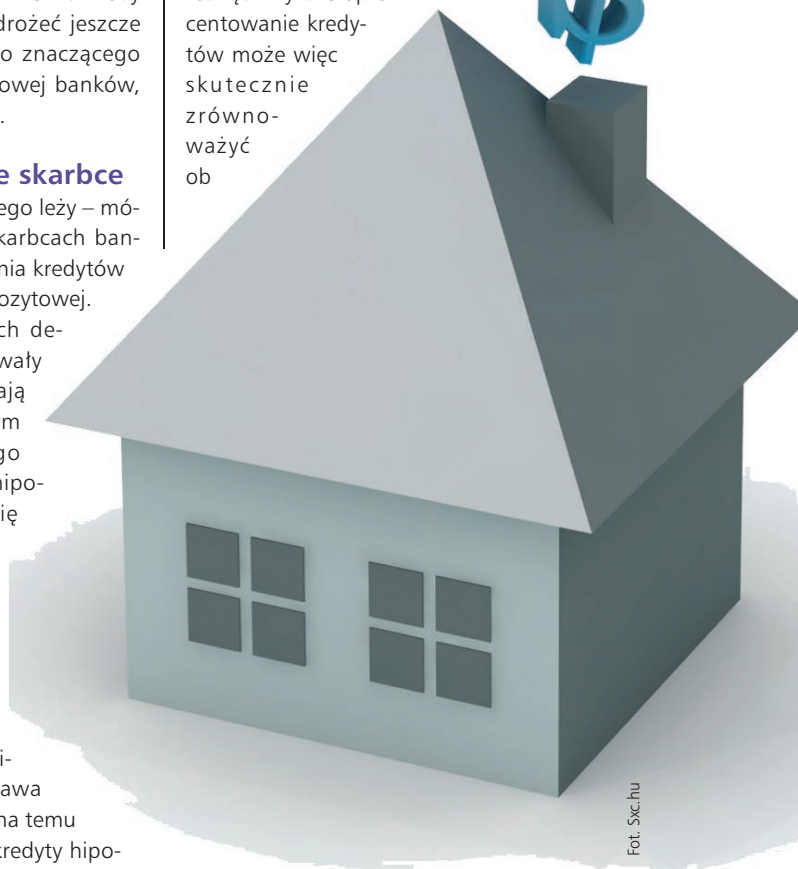 drożeć jeszcze
o znaczącego
owej banków,
e skarbce
ego leży – mó-
karbcach ban-
nia kredytów
ozytowej.
ch de-
wały
ają
m
go
nipo-
ię
i-
awa
na temu
kredyty hipo-
centowanie kredy-
tów może więc
skutecznie
zrówno-
ważyć
ob
Fot. Sxc.hu